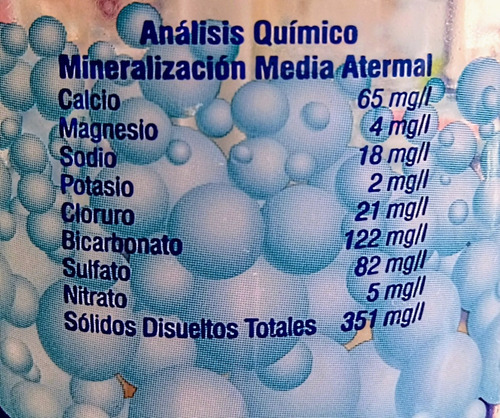 Análisis Químico
Mineralización Media Atermal
Calcio 65 mg/l
Magnesio 4 mg/l
Sodio 18 mg/l
Potasio 2 mg/l
Cloruro 21 mg/l
Bicarbonato 122 mg/l
Sulfato 82 mg/l
Nitrato 5 mg/l
Sólidos Disueltos Totales 351 mg/l